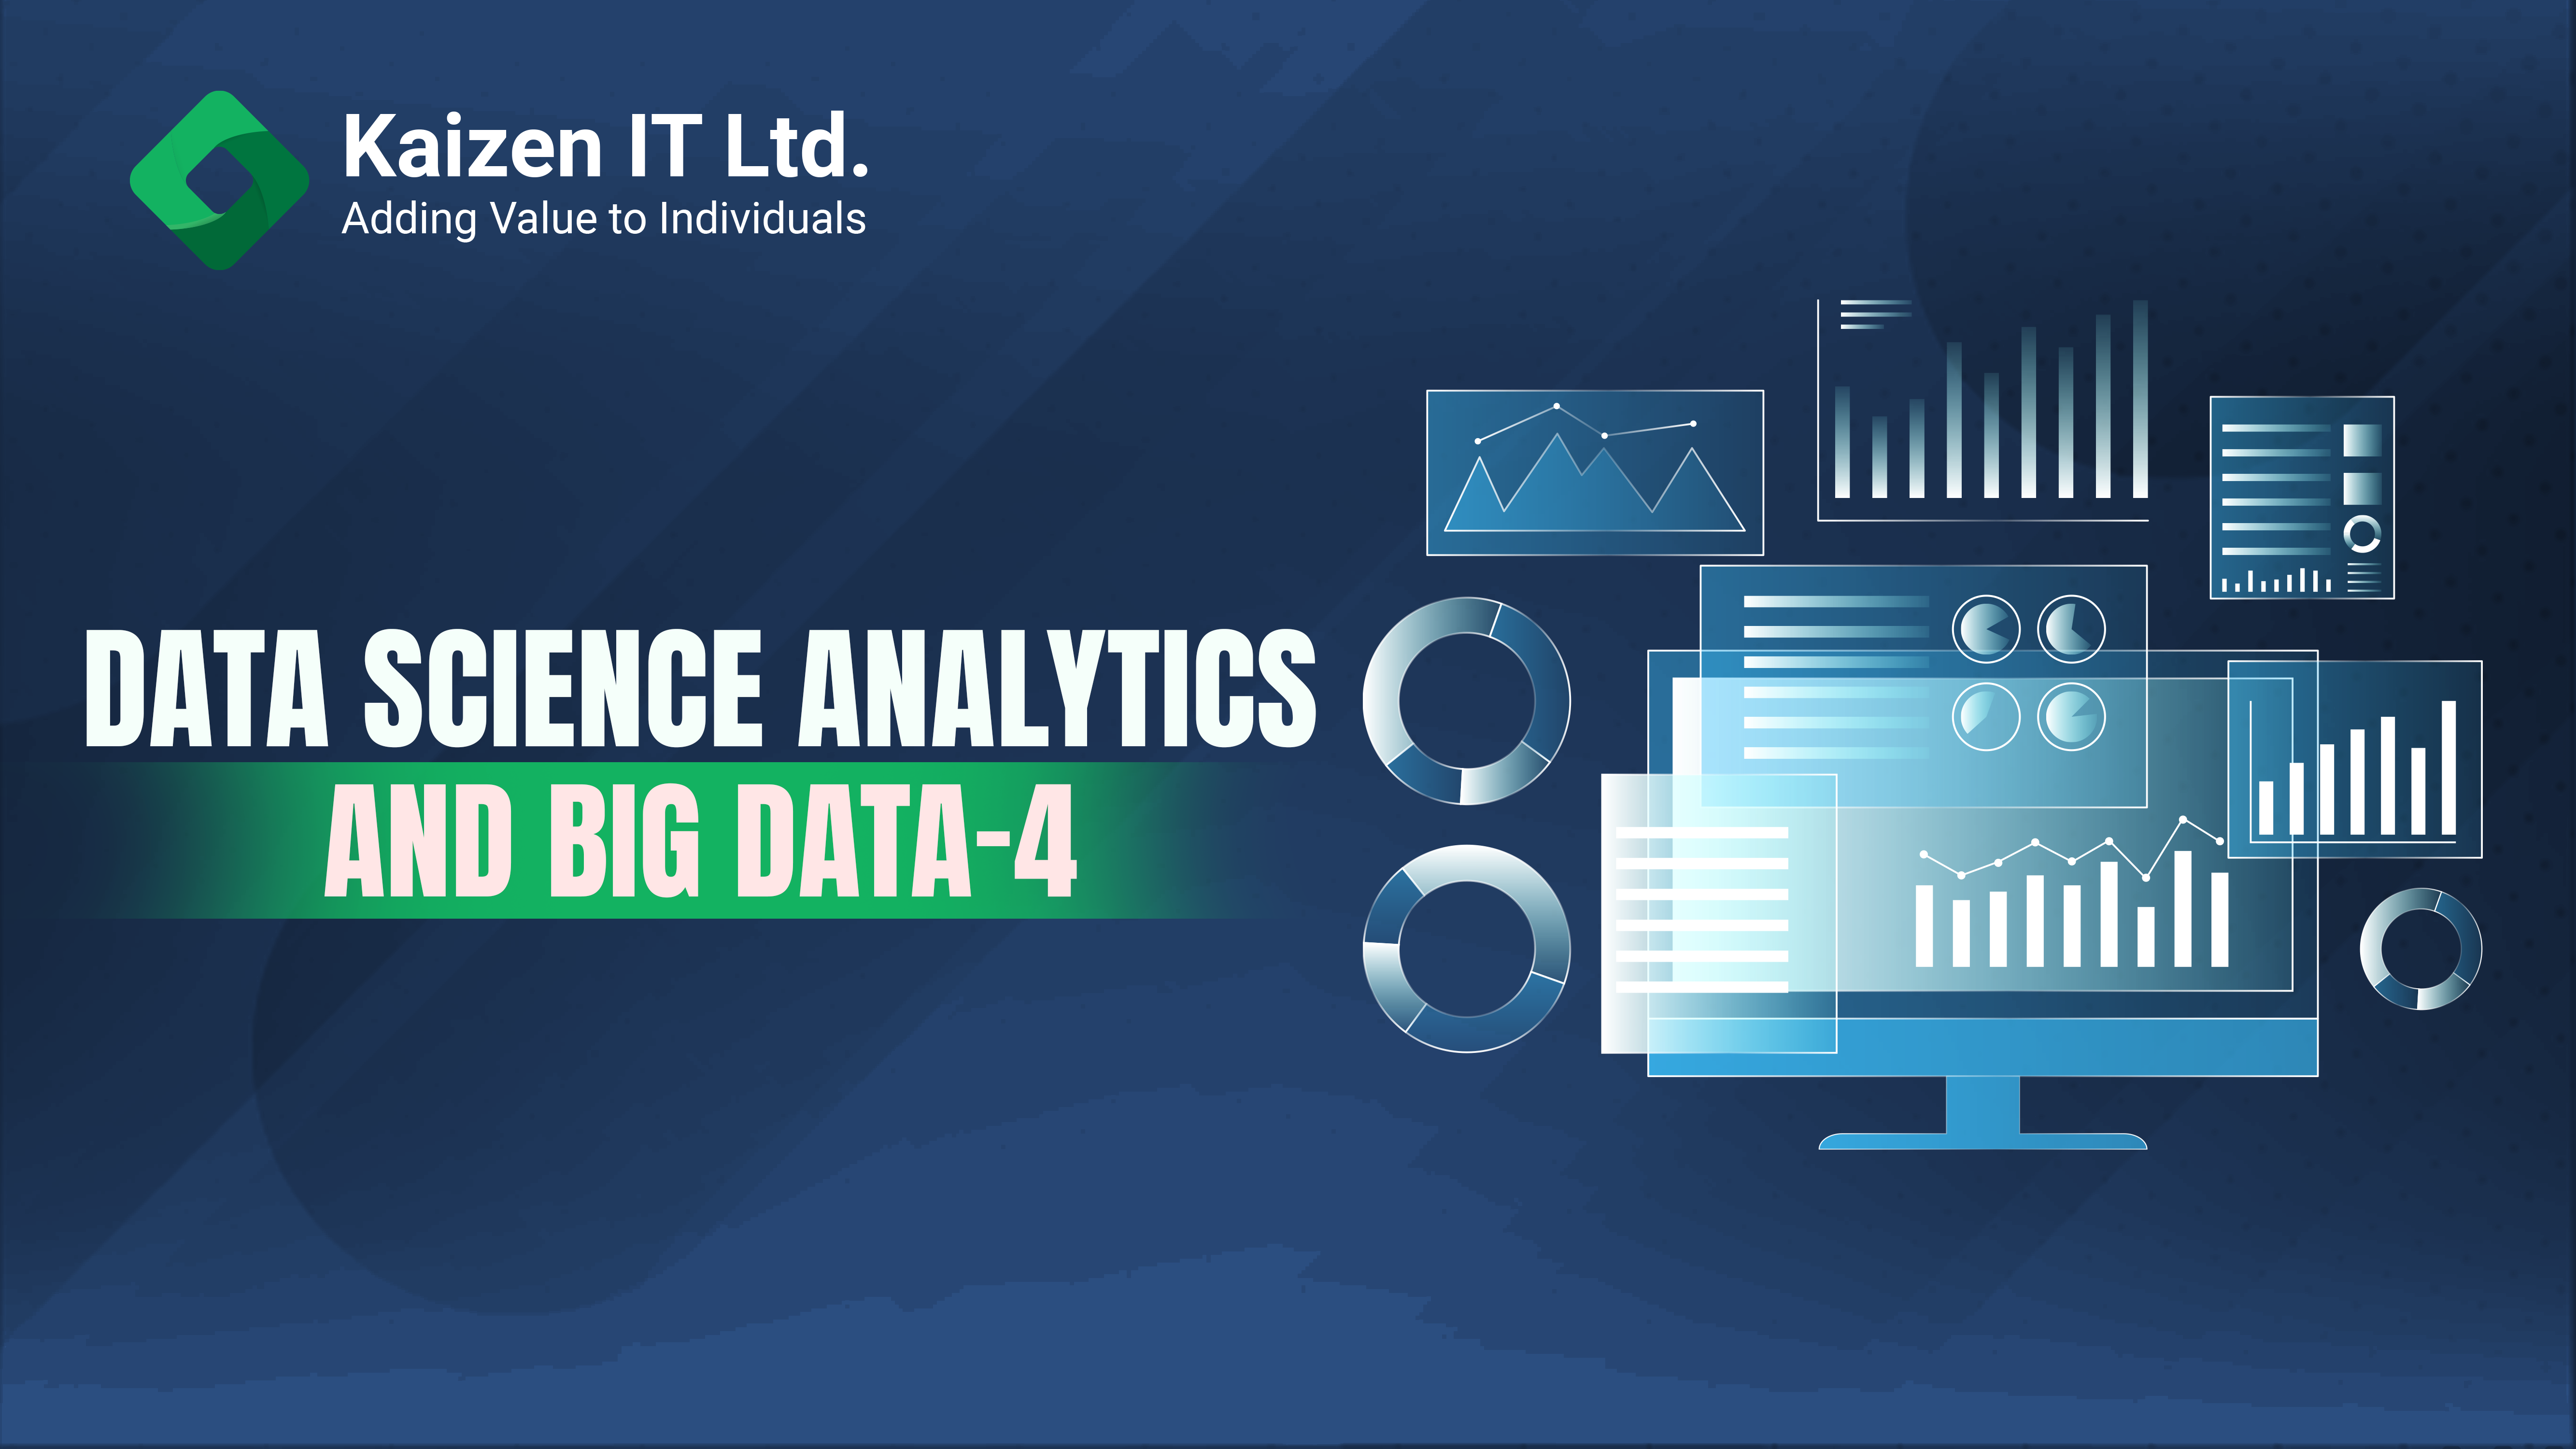 Kaizen IT Ltd.
Adding Value to Individuals
DATA SCIENCE ANALYTICS
AND BIG DATA-4